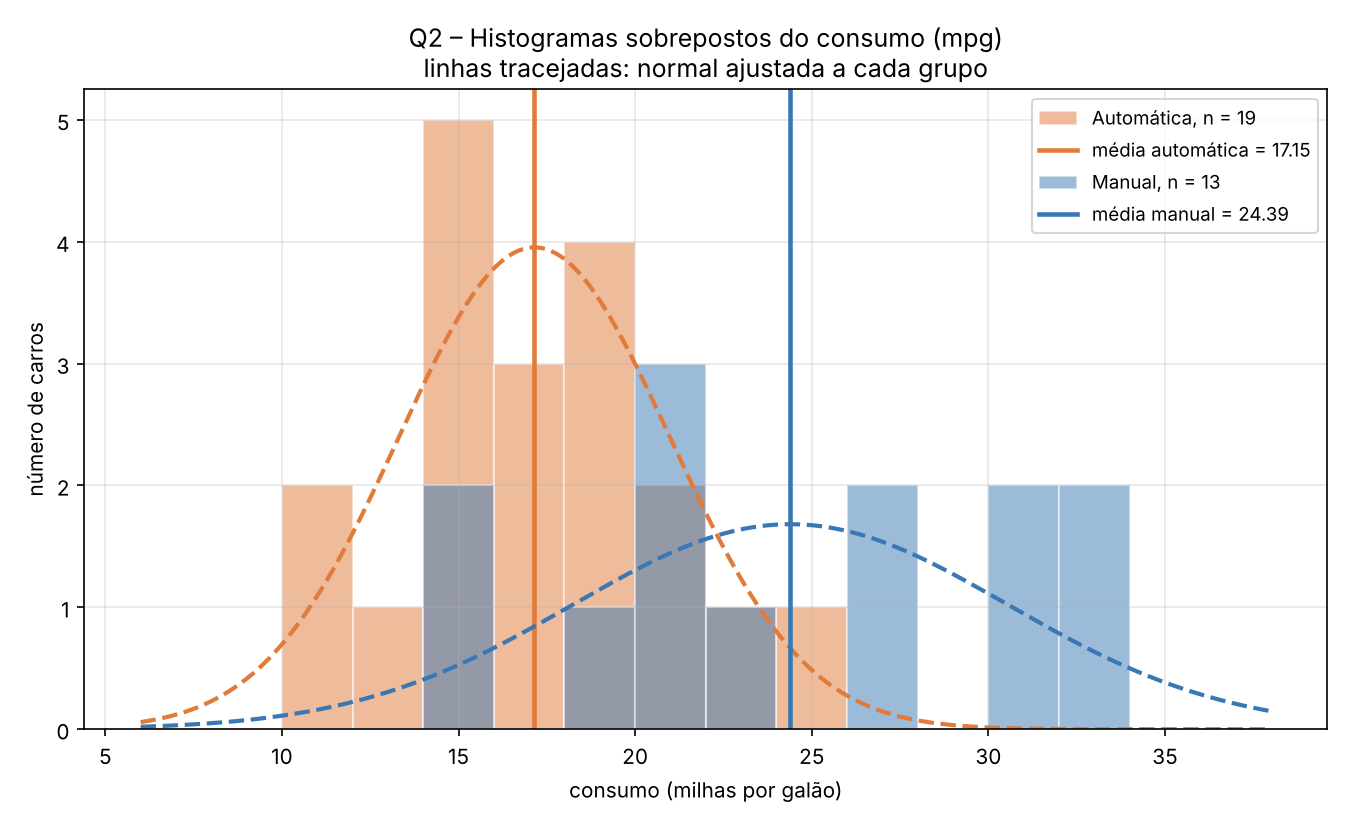 Q2 – Histogramas sobrepostos do consumo (mpg)
linhas tracejadas: normal ajustada a cada grupo
Automática, n = 19
média automática = 17.15
Manual, n = 13
média manual = 24.39
número de carros
5
4
3
2
1
0
5 10 15 20 25 30 35
consumo (milhas por galão)